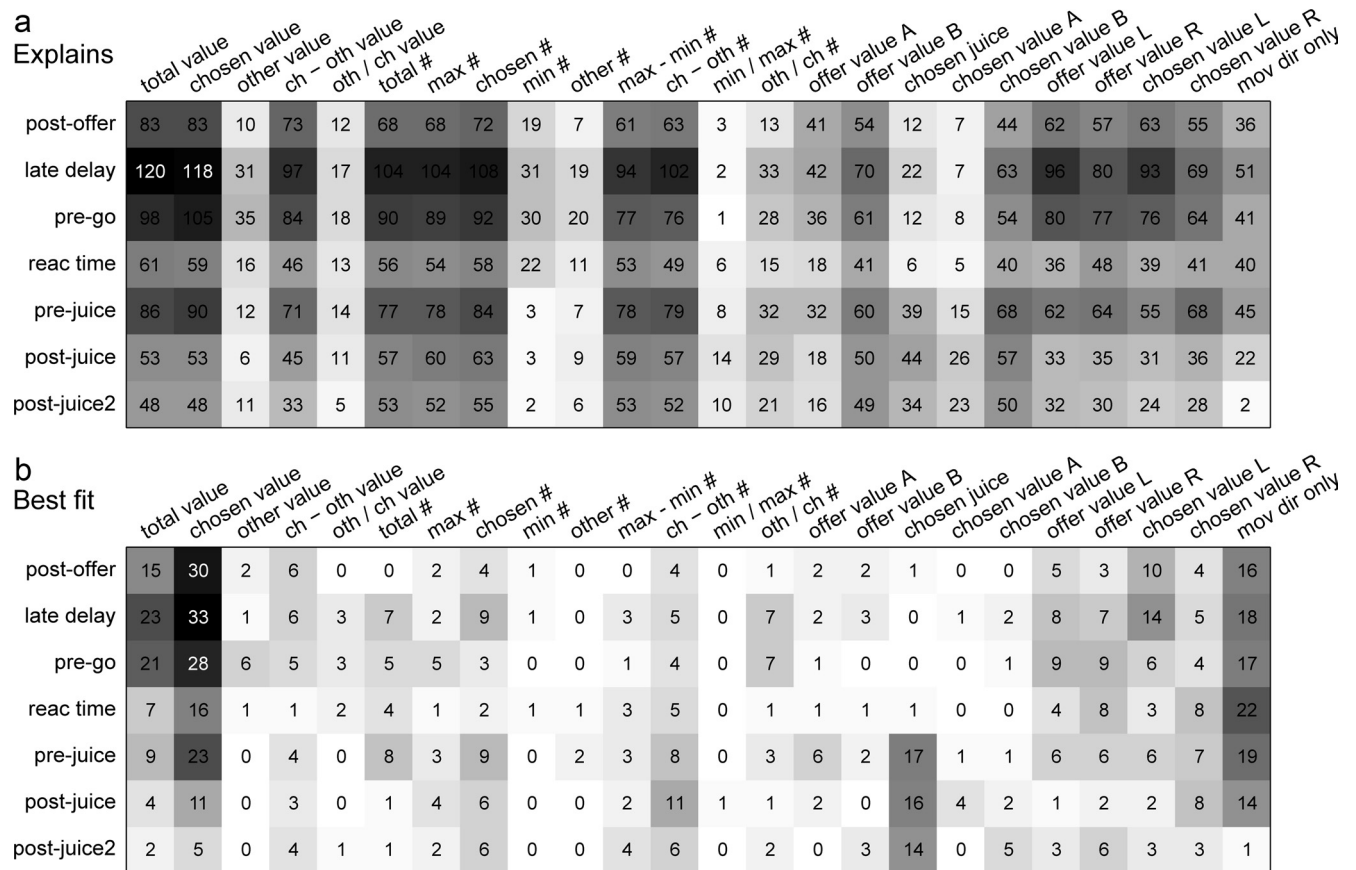 a
Explains
total value chosen value other value ch – oth value oth / ch value total # max # chosen # min # other # max - min # ch – oth # min / max # oth / ch # offer value A offer value B chosen juice chosen value A chosen value B offer value L offer value R chosen value L chosen value R mov dir only
post-offer 83 83 10 73 12 68 68 72 19 7 61 63 3 13 41 54 12 7 44 62 57 63 55 36
late delay 120 118 31 97 17 104 104 108 31 19 94 102 2 33 42 70 22 7 63 96 80 93 69 51
pre-go 98 105 35 84 18 90 89 92 30 20 77 76 1 28 36 61 12 8 54 80 77 76 64 41
reac time 61 59 16 46 13 56 54 58 22 11 53 49 6 15 18 41 6 5 40 36 48 39 41 40
pre-juice 86 90 12 71 14 77 78 84 3 7 78 79 8 32 32 60 39 15 68 62 64 55 68 45
post-juice 53 53 6 45 11 57 60 63 3 9 59 57 14 29 18 50 44 26 57 33 35 31 36 22
post-juice2 48 48 11 33 5 53 52 55 2 6 53 52 10 21 16 49 34 23 50 32 30 24 28 2
b
Best fit
total value chosen value other value ch – oth value oth / ch value total # max # chosen # min # other # max - min # ch – oth # min / max # oth / ch # offer value A offer value B chosen juice chosen value A chosen value B offer value L offer value R chosen value L chosen value R mov dir only
post-offer 15 30 2 6 0 0 2 4 1 0 0 4 0 1 2 2 1 0 0 5 3 10 4 16
late delay 23 33 1 6 3 7 2 9 1 0 3 5 0 7 2 3 0 1 2 8 7 14 5 18
pre-go 21 28 6 5 3 5 5 3 0 0 1 4 0 7 1 0 0 0 1 9 9 6 4 17
reac time 7 16 1 1 2 4 1 2 1 1 3 5 0 1 1 1 1 0 0 4 8 3 8 22
pre-juice 9 23 0 4 0 8 3 9 0 2 3 8 0 3 6 2 17 1 1 6 6 6 7 19
post-juice 4 11 0 3 0 1 4 6 0 0 2 11 1 1 2 0 16 4 2 1 2 2 8 14
post-juice2 2 5 0 4 1 1 2 6 0 0 4 6 0 2 0 3 14 0 5 3 6 3 3 1